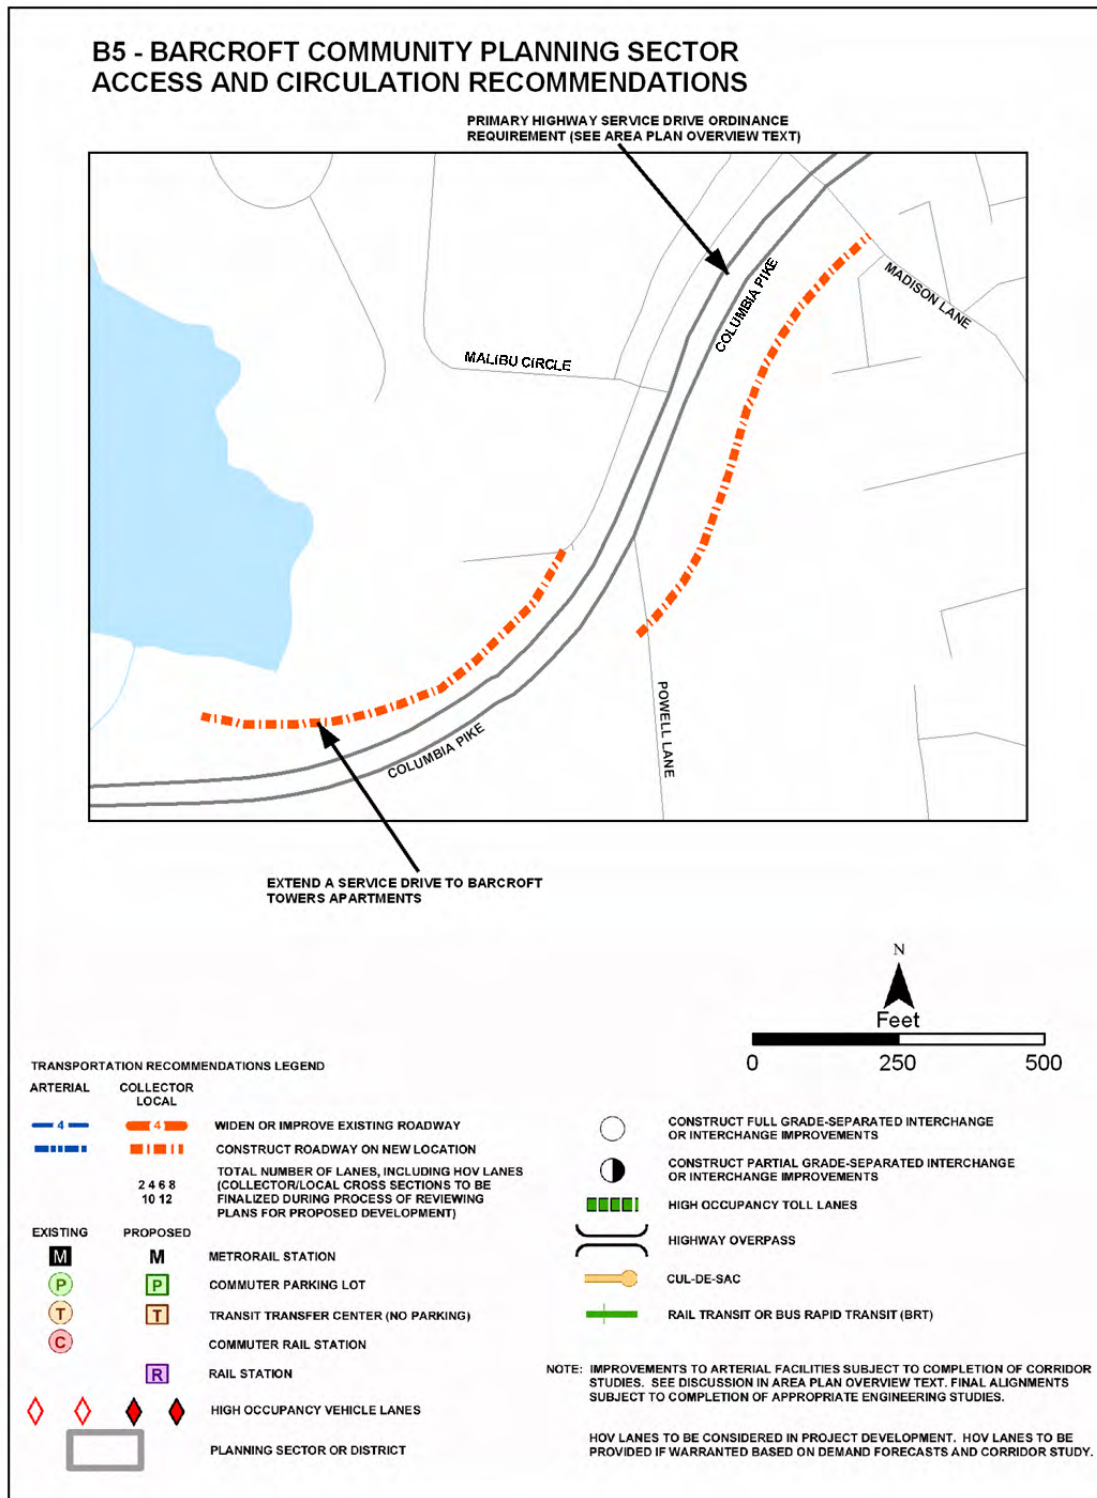 B5 - BARCROFT COMMUNITY PLANNING SECTOR
ACCESS AND CIRCULATION RECOMMENDATIONS
PRIMARY HIGHWAY SERVICE DRIVE ORDINANCE
REQUIREMENT (SEE AREA PLAN OVERVIEW TEXT)
COLUMBIA PIKE
MADISON LANE
MALIBU CIRCLE
POWELL LANE
COLUMBIA PIKE
EXTEND A SERVICE DRIVE TO BARCROFT
TOWERS APARTMENTS
N
Feet
0 250 500
TRANSPORTATION RECOMMENDATIONS LEGEND
ARTERIAL COLLECTOR
LOCAL
4 4 WIDEN OR IMPROVE EXISTING ROADWAY
CONSTRUCT ROADWAY ON NEW LOCATION
TOTAL NUMBER OF LANES, INCLUDING HOV LANES
2 4 6 8 (COLLECTOR/LOCAL CROSS SECTIONS TO BE
10 12 FINALIZED DURING PROCESS OF REVIEWING
PLANS FOR PROPOSED DEVELOPMENT)
EXISTING PROPOSED
M M METRORAIL STATION
P P COMMUTER PARKING LOT
T T TRANSIT TRANSFER CENTER (NO PARKING)
C COMMUTER RAIL STATION
R RAIL STATION
HIGH OCCUPANCY VEHICLE LANES
PLANNING SECTOR OR DISTRICT
CONSTRUCT FULL GRADE-SEPARATED INTERCHANGE
OR INTERCHANGE IMPROVEMENTS
CONSTRUCT PARTIAL GRADE-SEPARATED INTERCHANGE
OR INTERCHANGE IMPROVEMENTS
HIGH OCCUPANCY TOLL LANES
HIGHWAY OVERPASS
CUL-DE-SAC
RAIL TRANSIT OR BUS RAPID TRANSIT (BRT)
NOTE: IMPROVEMENTS TO ARTERIAL FACILITIES SUBJECT TO COMPLETION OF CORRIDOR
STUDIES. SEE DISCUSSION IN AREA PLAN OVERVIEW TEXT. FINAL ALIGNMENTS
SUBJECT TO COMPLETION OF APPROPRIATE ENGINEERING STUDIES.
HOV LANES TO BE CONSIDERED IN PROJECT DEVELOPMENT. HOV LANES TO BE
PROVIDED IF WARRANTED BASED ON DEMAND FORECASTS AND CORRIDOR STUDY.